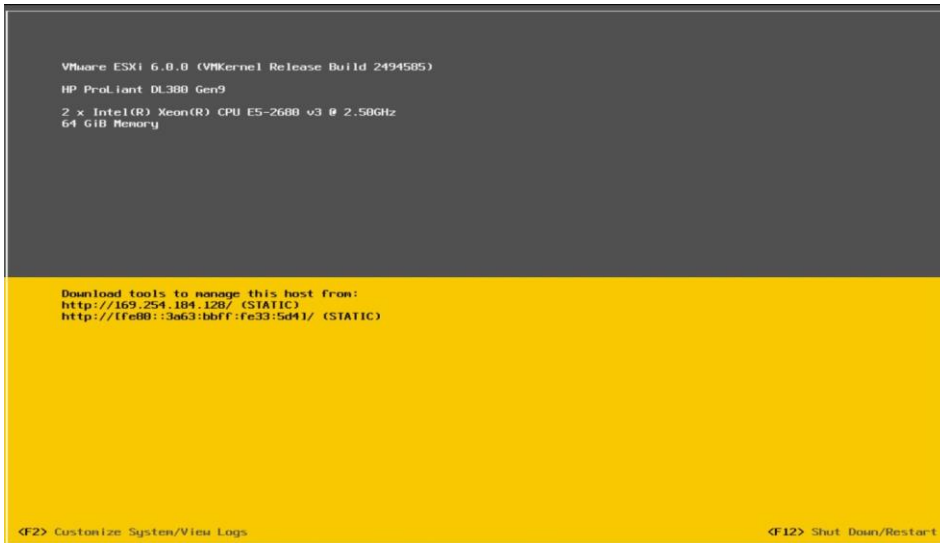 VMware ESXi 6.0.0 (VMKernel Release Build 2494585)
HP ProLiant DL380 Gen9
2 x Intel(R) Xeon(R) CPU E5-2680 v3 @ 2.50GHz
64 GiB Memory
Download tools to manage this host from:
http://169.254.184.128/ (STATIC)
http://[fe80::3a63:bbff:fe33:5d4]/ (STATIC)
<F2> Customize System/View Logs
<F12> Shut Down/Restart